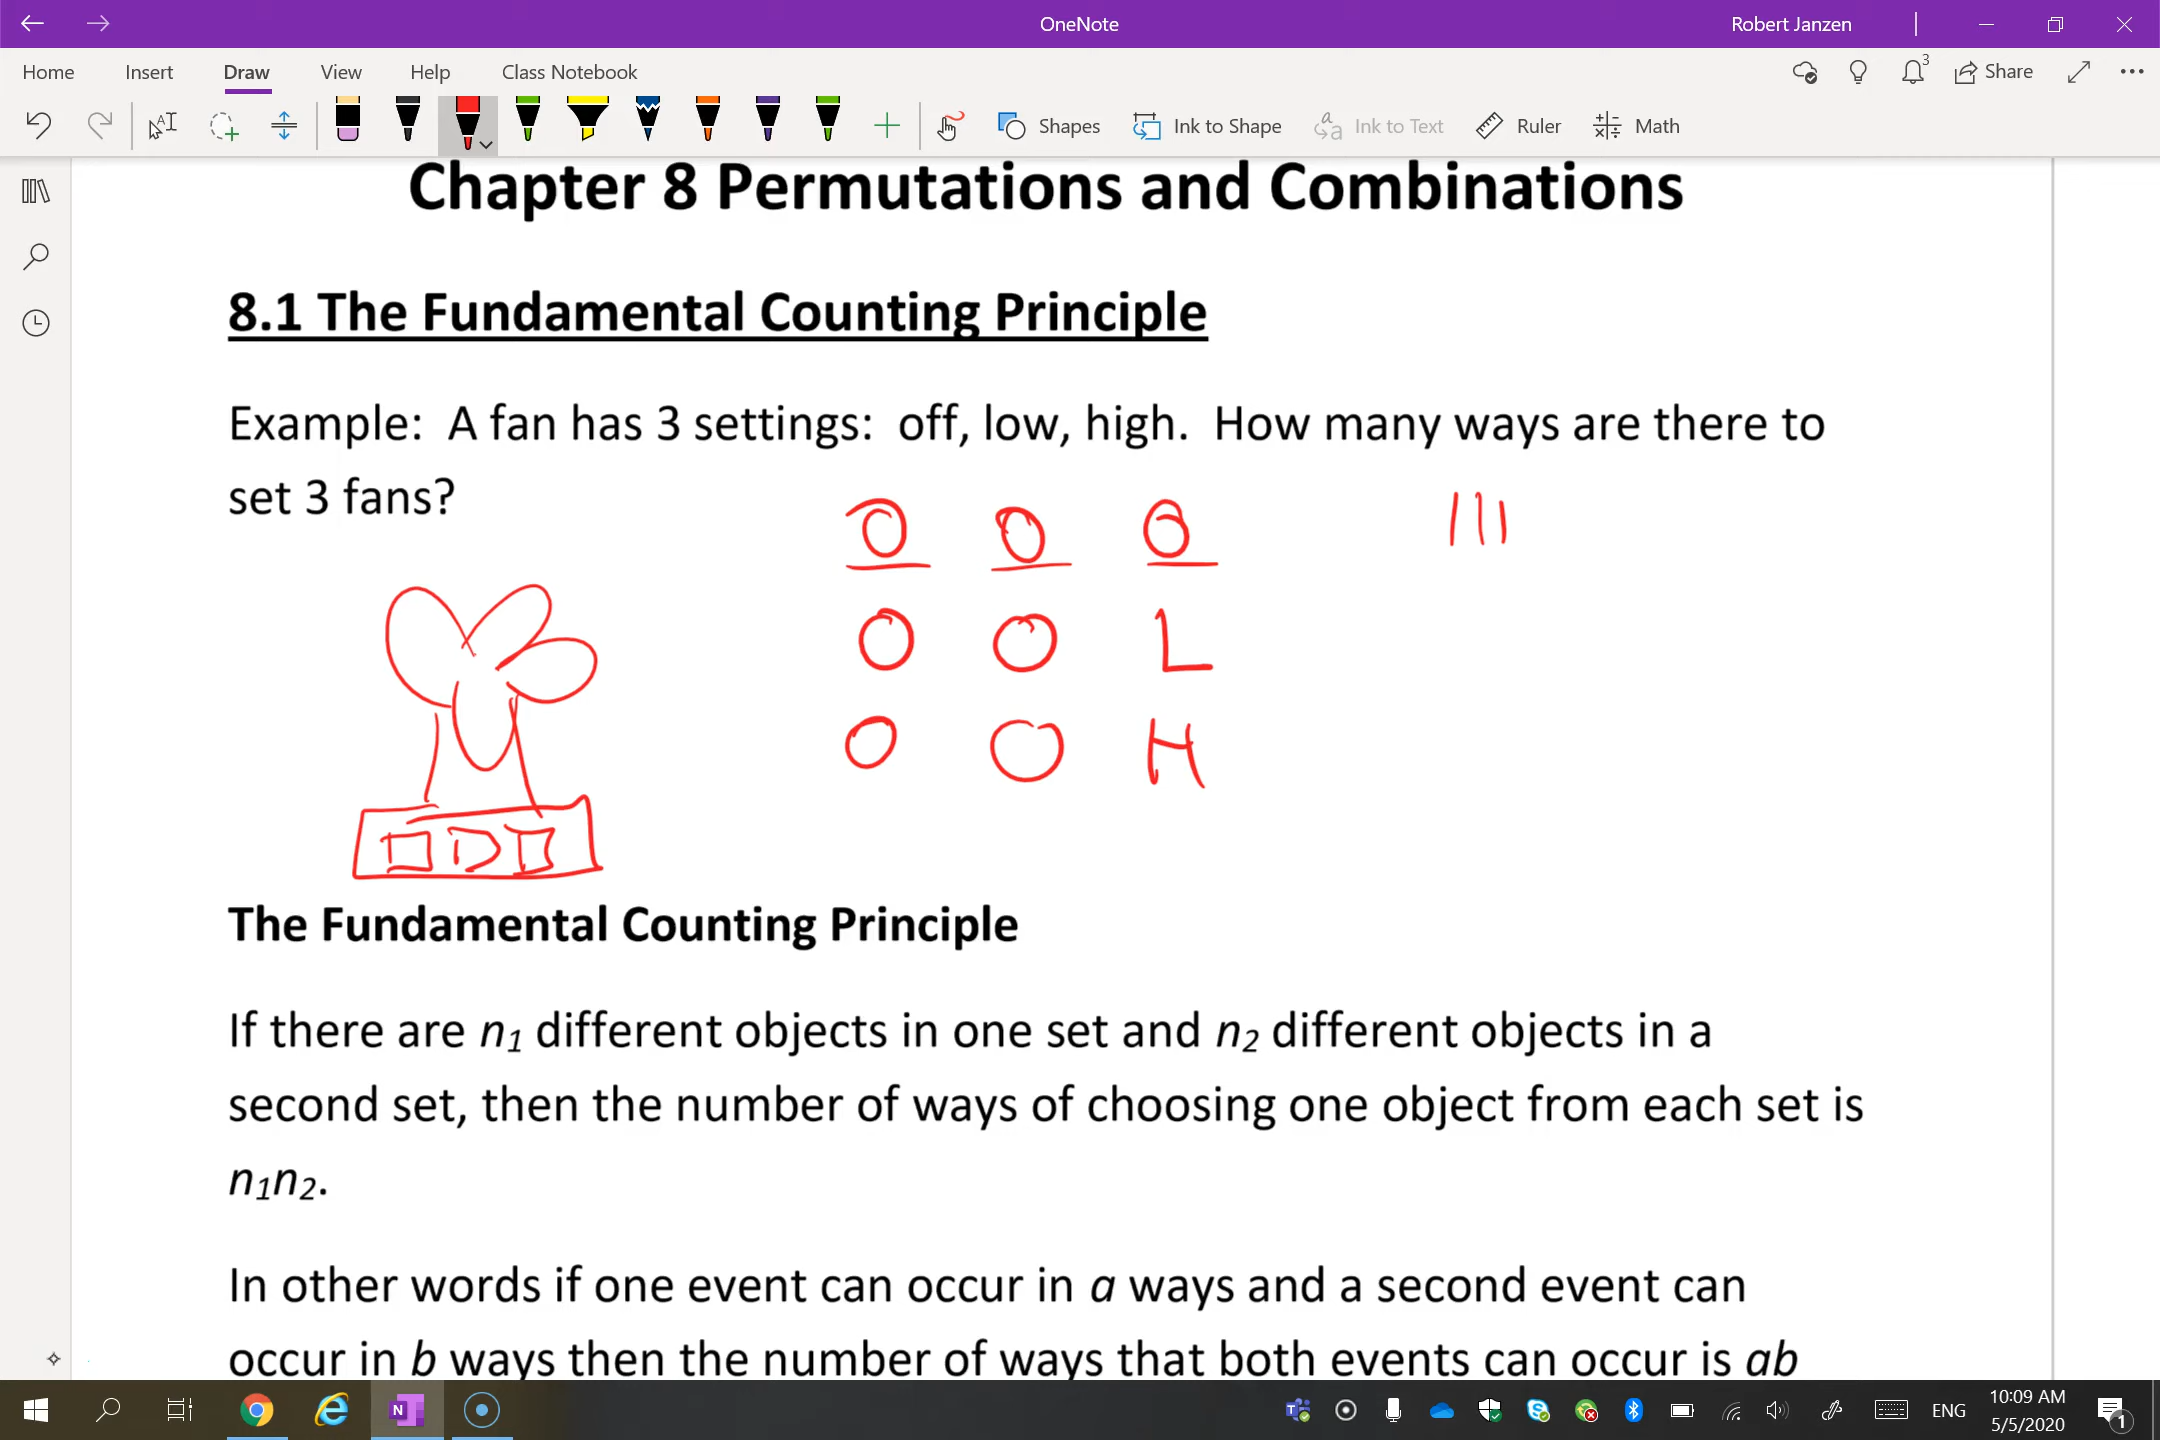 OneNote
Robert Janzen
Home Insert Draw View Help Class Notebook
3
Share
Shapes Ink to Shape Ink to Text Ruler Math
Chapter 8 Permutations and Combinations
8.1 The Fundamental Counting Principle
Example: A fan has 3 settings: off, low, high. How many ways are there to
set 3 fans?
O O O
|||
O O L
O O H
The Fundamental Counting Principle
If there are n₁ different objects in one set and n₂ different objects in a
second set, then the number of ways of choosing one object from each set is
n₁n₂.
In other words if one event can occur in a ways and a second event can
occur in b ways then the number of ways that both events can occur is ab
ENG
10:09 AM
5/5/2020
1